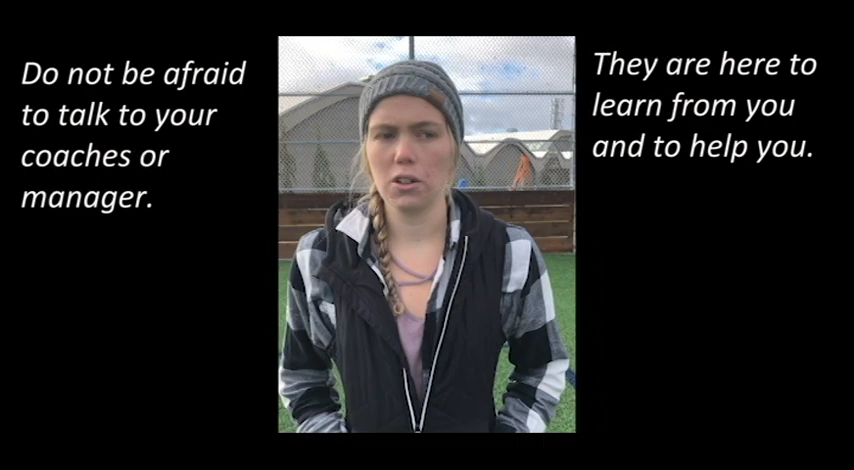 Do not be afraid
to talk to your
coaches or
manager.
They are here to
learn from you
and to help you.